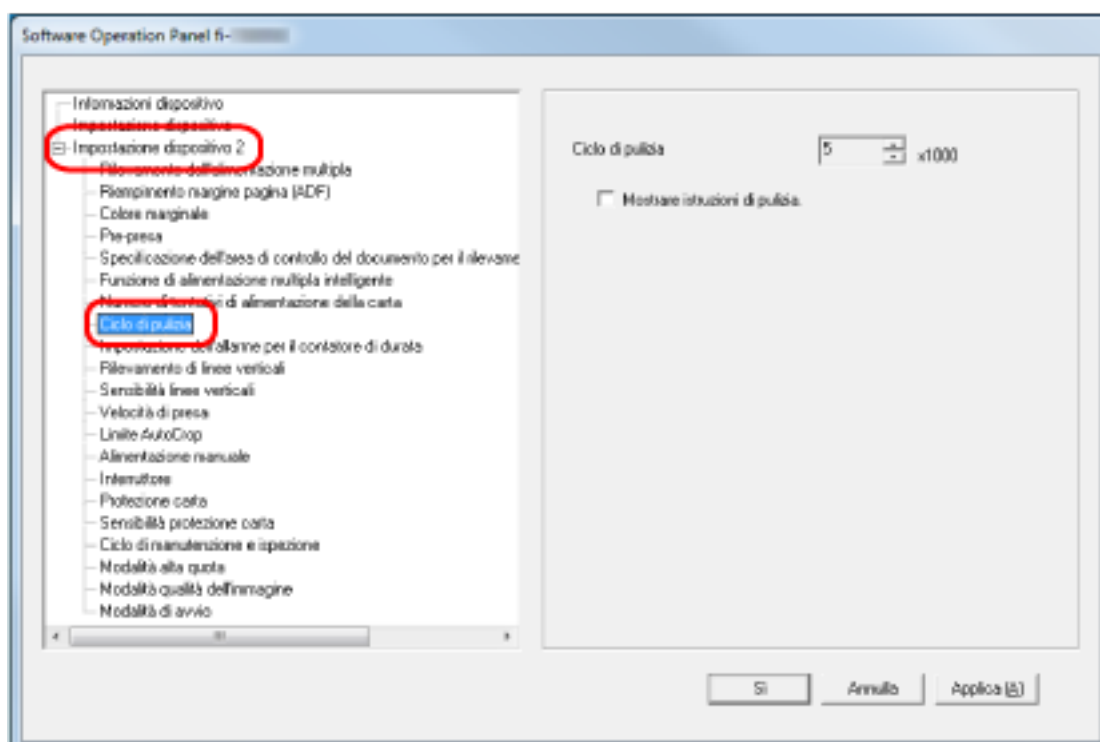 Software Operation Panel fi-
Informazioni dispositivo
Impostazione dispositivo
Impostazione dispositivo 2
Rilevamento dell'alimentazione multipla
Riempimento margine pagina (ADF)
Colore marginale
Pre-presa
Specificazione dell'area di controllo del documento per il rilevame
Funzione di alimentazione multipla intelligente
Numero di tentativi di alimentazione della carta
Ciclo di pulizia
Impostazione dell'allarme per il contatore di durata
Rilevamento di linee verticali
Sensibilità linee verticali
Velocità di presa
Limite AutoCrop
Alimentazione manuale
Interruttore
Protezione carta
Sensibilità protezione carta
Ciclo di manutenzione e ispezione
Modalità alta quota
Modalità qualità dell'immagine
Modalità di avvio
Ciclo di pulizia 5 x1000
Mostrare istruzioni di pulizia.
Sì Annulla Applica (A)